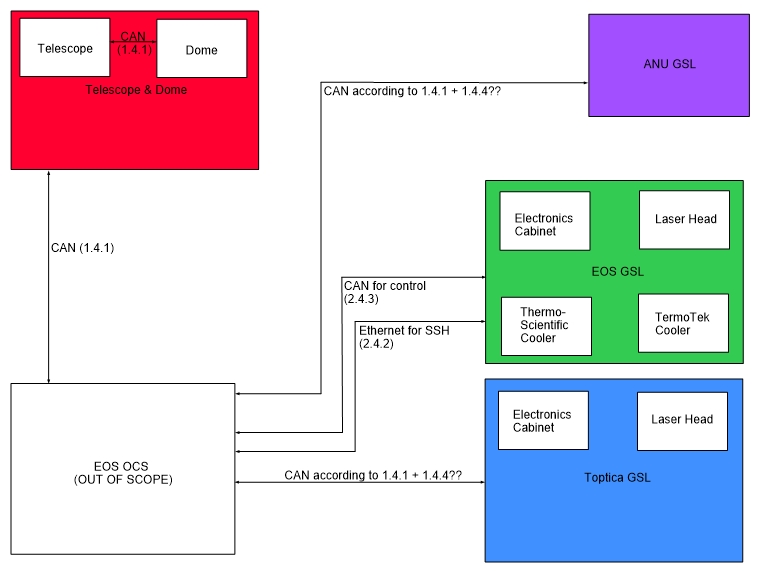 Telescope
CAN
(1.4.1)
Dome
Telescope & Dome
ANU GSL
CAN according to 1.4.1 + 1.4.4??
CAN (1.4.1)
Electronics
Cabinet
Laser Head
EOS GSL
CAN for control
(2.4.3)
Thermo-
Scientific
Cooler
TermoTek
Cooler
Ethernet for SSH
(2.4.2)
Electronics
Cabinet
Laser Head
EOS OCS
(OUT OF SCOPE)
CAN according to 1.4.1 + 1.4.4??
Toptica GSL